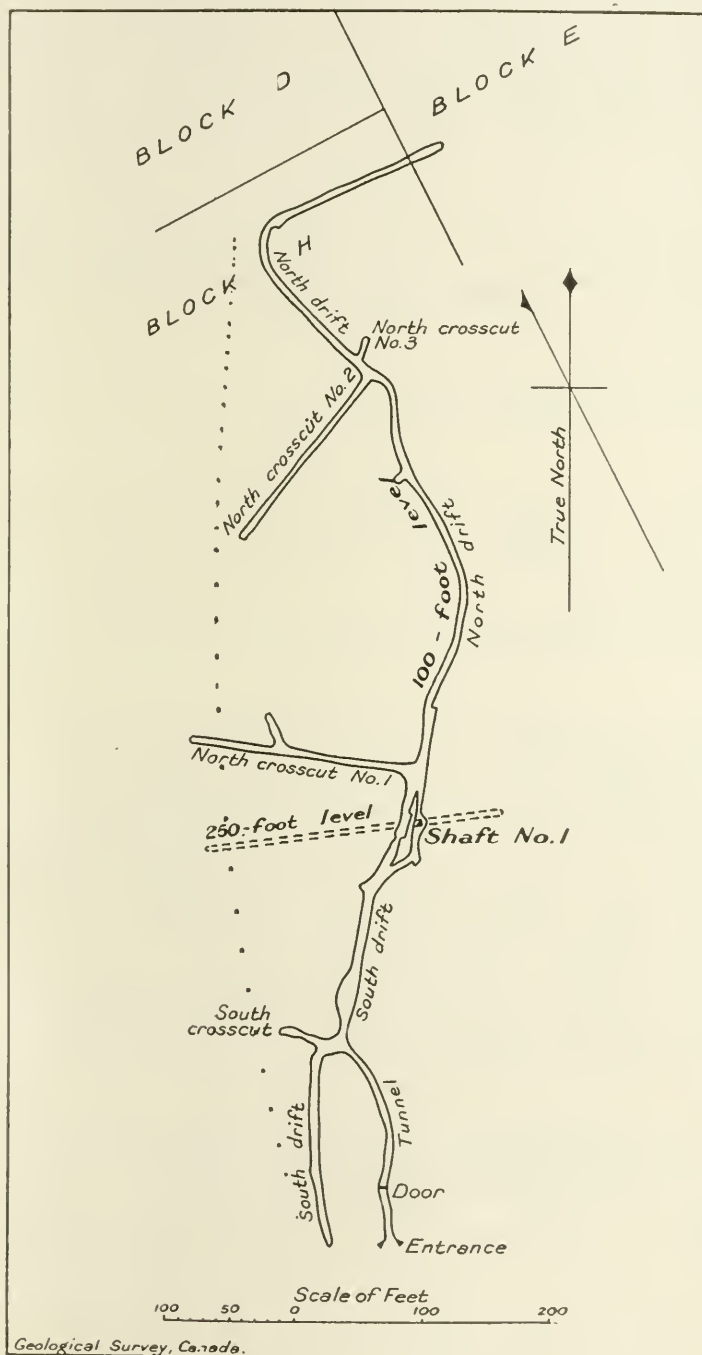 BLOCK D
BLOCK E
BLOCK H
North drift
North crosscut
No.3
North crosscut No.2
level
North drift
100-foot
True North
North crosscut No.1
250-foot level
Shaft No.1
South drift
South
crosscut
South drift
Tunnel
Door
Entrance
Scale of Feet
100 50 0 100 200
Geological Survey, Canada.